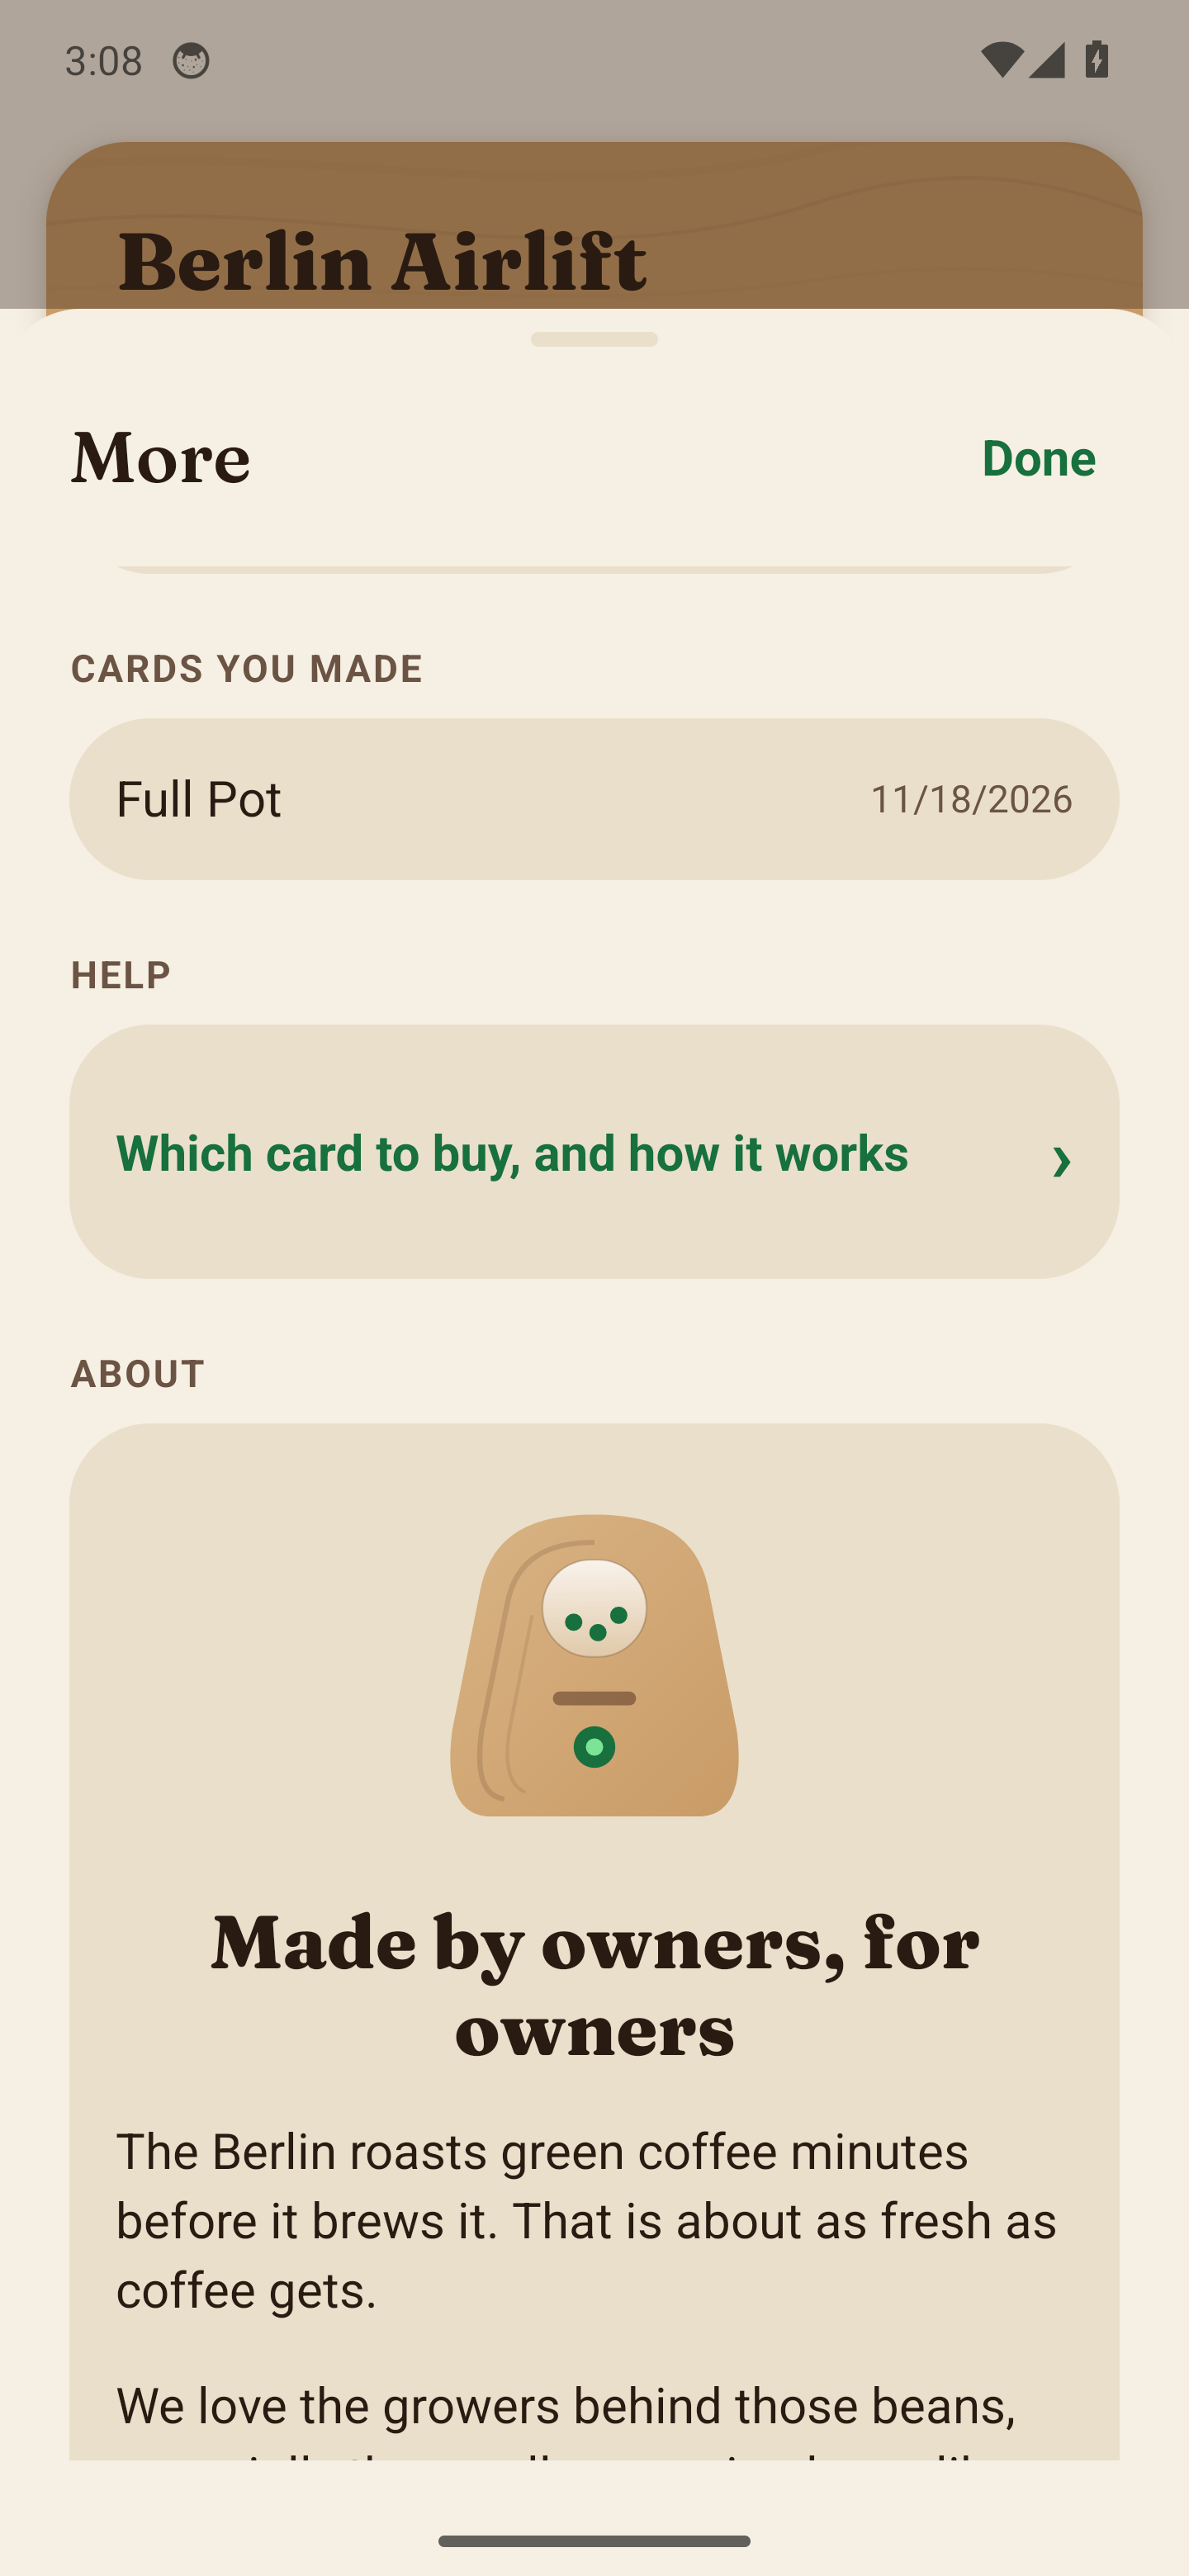 3:08
Berlin Airlift
More
Done
CARDS YOU MADE
Full Pot
11/18/2026
HELP
Which card to buy, and how it works
ABOUT
Made by owners, for
owners
The Berlin roasts green coffee minutes
before it brews it. That is about as fresh as
coffee gets.
We love the growers behind those beans,